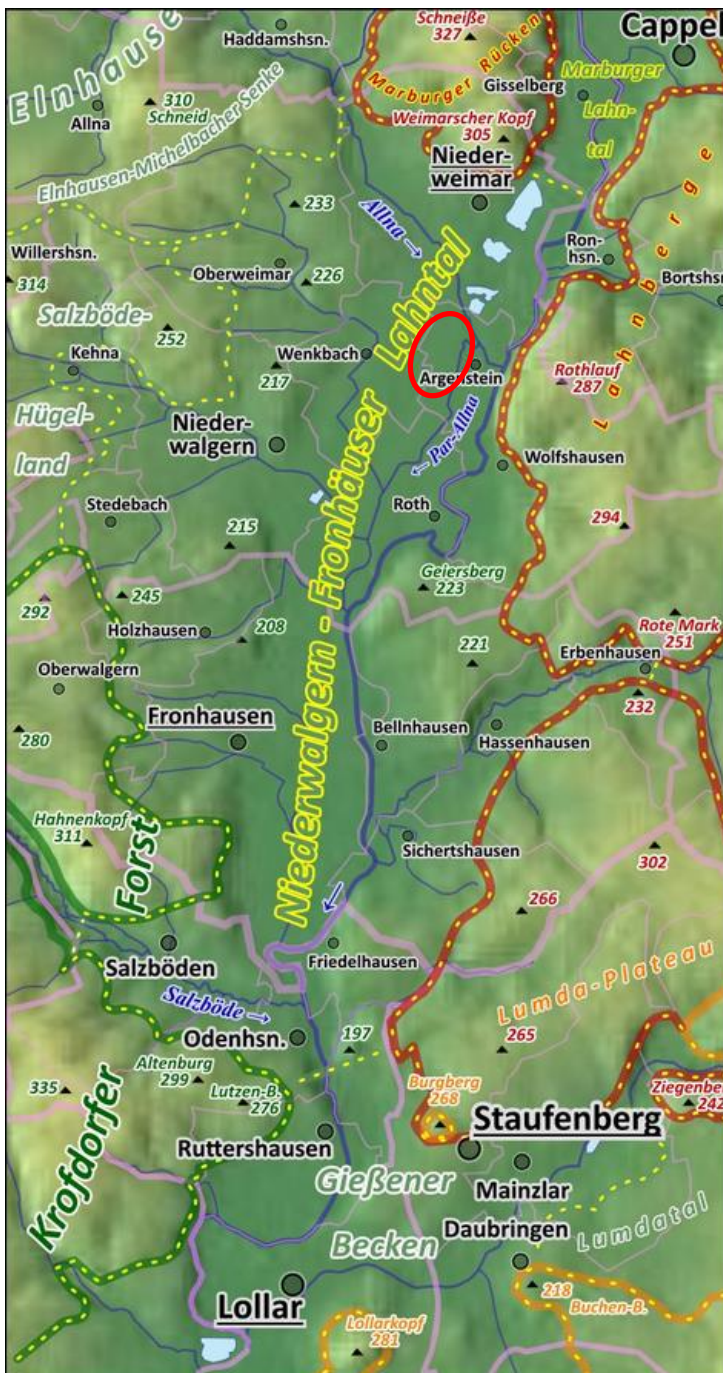 Elnhause
Haddamshsn.
Schneiße
327
Cappel
Marburger Rücken
Gisselberg
Marburger
Lahn-
tal
310
Schneid
Allna
Elnhausen-Michelbacher Senke
Weimarscher Kopf
305
Nieder-
weimar
233
Allna →
Lahnberge
Willershsn.
314
Oberweimar
226
Ron-
hsn.
Bortshsn
Salzböde-
252
Kehna
Wenkbach
217
Argenstein
Rothlauf
287
Hügel-
land
Nieder-
walgern
← Par-Allna
Wolfshausen
Niederwalgern - Fronhäuser Lahntal
Stedebach
215
Roth
294
292
245
Geiersberg
223
Holzhausen
208
221
Rote Mark
251
Erbenhausen
Oberwalgern
232
280
Fronhausen
Bellnhausen
Hassenhausen
Hahnenkopf
311
Forst
Sichertshausen
302
←
266
Salzböden
Friedelhausen
Lumda-Plateau
Salzböde →
Odenhsn.
197
265
335
Altenburg
299
Lutzen-B.
276
Burgberg
268
Ziegenbe
242
Krofdorfer
Ruttershausen
Staufenberg
Gießener
Becken
Mainzlar
Daubringen
Lumdatal
Lollar
218
Buchen-B.
Lollarkopf
281